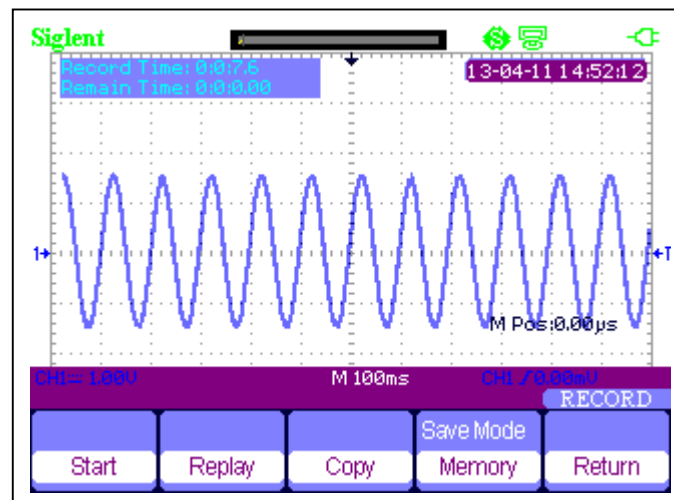 Siglent
Record Time: 0:0:7.6
Remain Time: 0:0:0.00
13-04-11 14:52:12
1
T
M Pos:0.00µs
CH1= 1.00V M 100ms CH1 / 0.00mV
RECORD
Save Mode
Start Replay Copy Memory Return